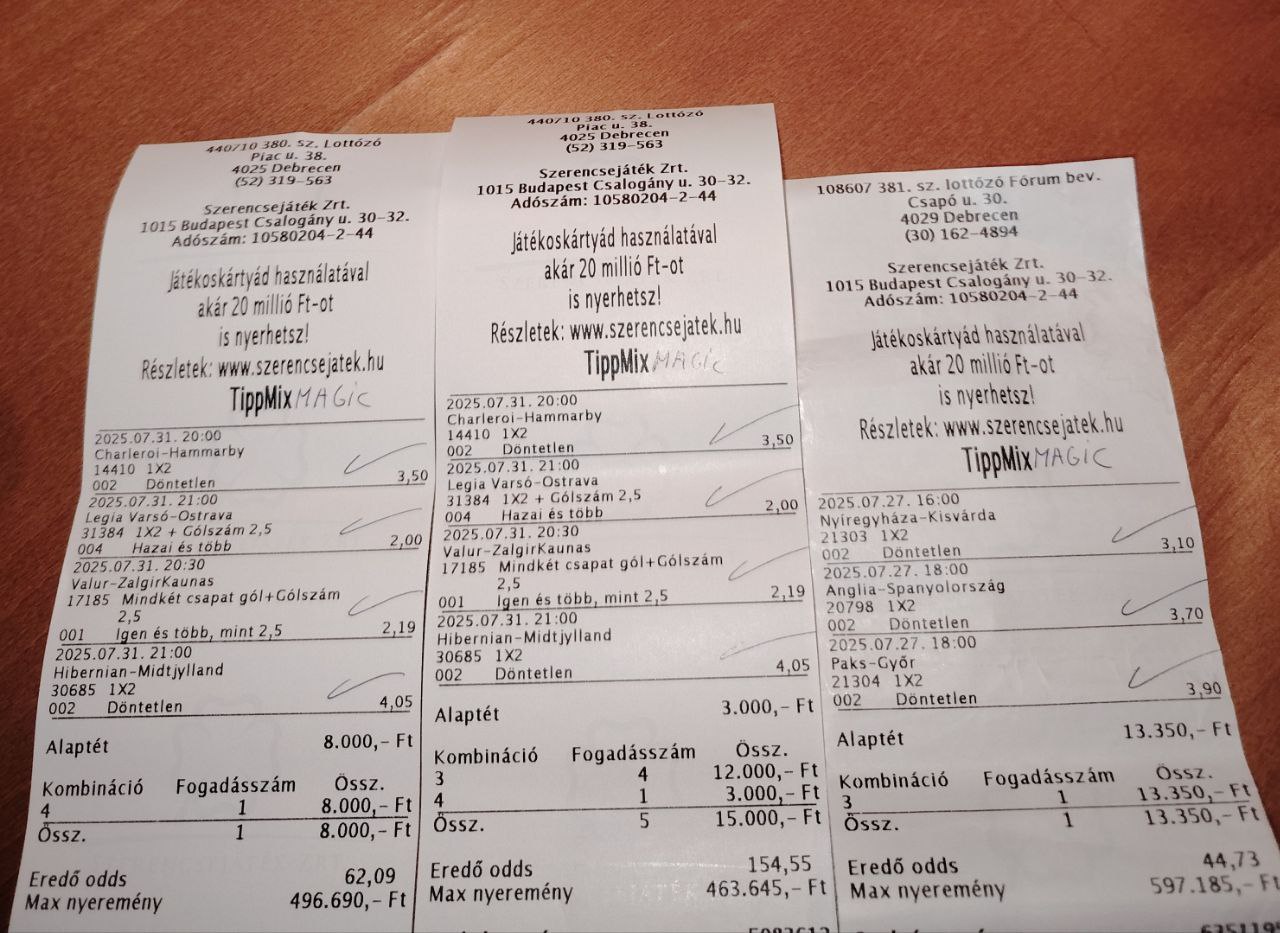 440/10 380. sz. Lottózó
Piac u. 38.
4025 Debrecen
(52) 319-563
Szerencsejáték Zrt.
1015 Budapest Csalogány u. 30-32.
Adószám: 10580204-2-44
Játékoskártyád használatával
akár 20 millió Ft-ot
is nyerhetsz!
Részletek: www.szerencsejatek.hu
TippMix MAGIC
2025.07.31. 20:00
Charleroi-Hammarby
14410 1X2
002 Döntetlen 3,50
2025.07.31. 21:00
Legia Varsó-Ostrava
31384 1X2 + Gólszám 2,5
004 Hazai és több 2,00
2025.07.31. 20:30
Valur-ZalgirKaunas
17185 Mindkét csapat gól+Gólszám
2,5
001 Igen és több, mint 2,5 2,19
2025.07.31. 21:00
Hibernian-Midtjylland
30685 1X2
002 Döntetlen 4,05
Alaptét 8.000,- Ft
Kombináció Fogadásszám Össz.
4 1 8.000,- Ft
Össz. 1 8.000,- Ft
Eredő odds 62,09
Max nyeremény 496.690,- Ft
440/10 380. sz. Lottózó
Piac u. 38.
4025 Debrecen
(52) 319-563
Szerencsejáték Zrt.
1015 Budapest Csalogány u. 30-32.
Adószám: 10580204-2-44
Játékoskártyád használatával
akár 20 millió Ft-ot
is nyerhetsz!
Részletek: www.szerencsejatek.hu
TippMix MAGIC
2025.07.31. 20:00
Charleroi-Hammarby
14410 1X2
002 Döntetlen 3,50
2025.07.31. 21:00
Legia Varsó-Ostrava
31384 1X2 + Gólszám 2,5
004 Hazai és több 2,00
2025.07.31. 20:30
Valur-ZalgirKaunas
17185 Mindkét csapat gól+Gólszám
2,5
001 Igen és több, mint 2,5 2,19
2025.07.31. 21:00
Hibernian-Midtjylland
30685 1X2
002 Döntetlen 4,05
Alaptét 3.000,- Ft
Kombináció Fogadásszám Össz.
3 4 12.000,- Ft
4 1 3.000,- Ft
Össz. 5 15.000,- Ft
Eredő odds 154,55
Max nyeremény 463.645,- Ft
108607 381. sz. lottózó Fórum bev.
Csapó u. 30.
4029 Debrecen
(30) 162-4894
Szerencsejáték Zrt.
1015 Budapest Csalogány u. 30-32.
Adószám: 10580204-2-44
Játékoskártyád használatával
akár 20 millió Ft-ot
is nyerhetsz!
Részletek: www.szerencsejatek.hu
TippMix MAGIC
2025.07.27. 16:00
Nyíregyháza-Kisvárda
21303 1X2
002 Döntetlen 3,10
2025.07.27. 18:00
Anglia-Spanyolország
20798 1X2
002 Döntetlen 3,70
2025.07.27. 18:00
Paks-Győr
21304 1X2
002 Döntetlen 3,90
Alaptét 13.350,- Ft
Kombináció Fogadásszám Össz.
3 1 13.350,- Ft
Össz. 1 13.350,- Ft
Eredő odds 44,73
Max nyeremény 597.185,- Ft